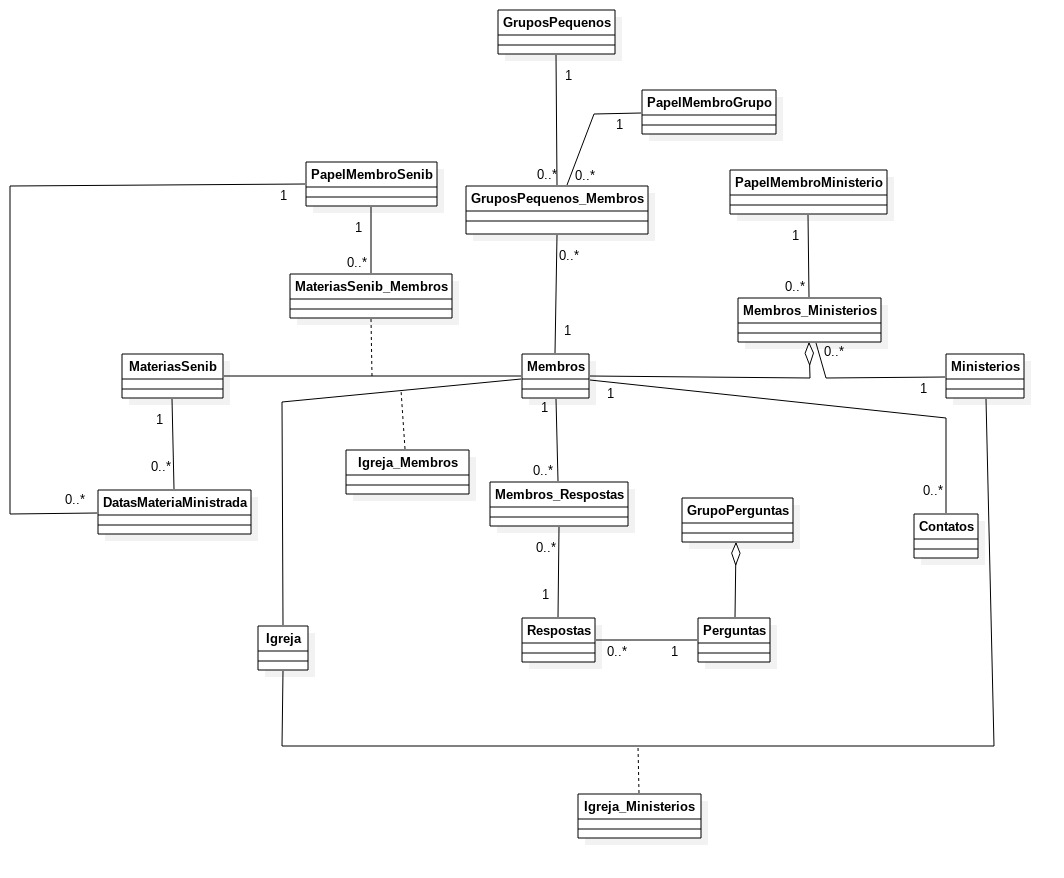 GruposPequenos
1
PapelMembroGrupo
1
PapelMembroSenib
1
0..*
0..*
PapelMembroMinisterio
GruposPequenos_Membros
1
1
0..*
0..*
MateriasSenib_Membros
0..*
Membros_Ministerios
1
0..*
MateriasSenib
Membros
Ministerios
1
1
1
1
0..*
Igreja_Membros
0..*
0..*
Membros_Respostas
0..*
DatasMateriaMinistrada
GrupoPerguntas
Contatos
0..*
1
Igreja
Respostas
Perguntas
0..*
1
Igreja_Ministerios